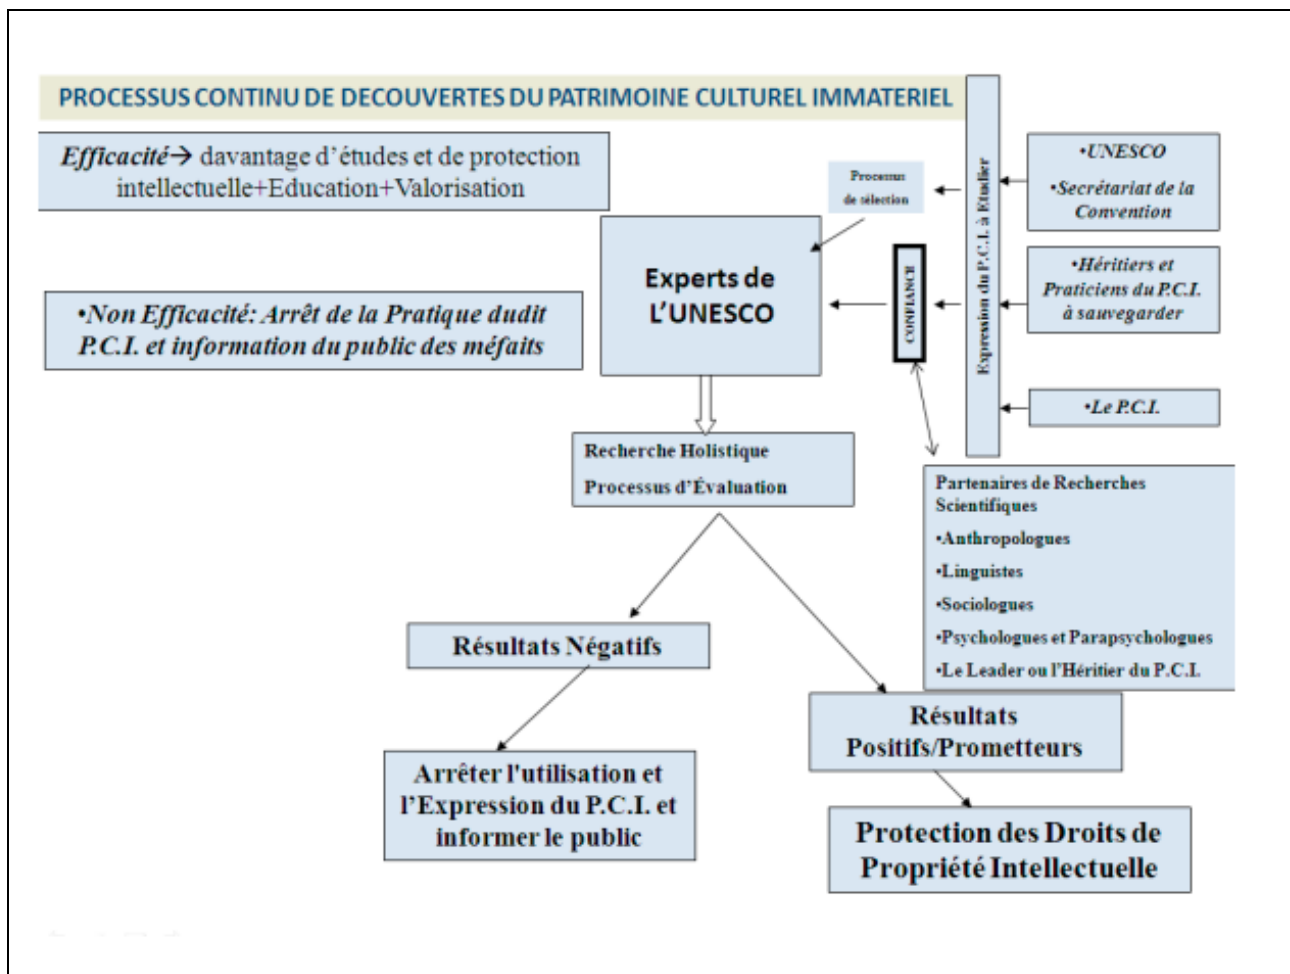 PROCESSUS CONTINU DE DECOUVERTES DU PATRIMOINE CULTUREL IMMATERIEL
Efficacité→ davantage d'études et de protection
intellectuelle+Education+Valorisation
•Non Efficacité: Arrêt de la Pratique dudit
P.C.I. et information du public des méfaits
Processus
de sélection
Experts de
L'UNESCO
CONFIANCE
Expression du P.C.I. à Etudier
•UNESCO
•Secrétariat de la
Convention
•Héritiers et
Praticiens du P.C.I.
à sauvegarder
•Le P.C.I.
Recherche Holistique
Processus d'Évaluation
Partenaires de Recherches
Scientifiques
•Anthropologues
•Linguistes
•Sociologues
•Psychologues et Parapsychologues
•Le Leader ou l'Héritier du P.C.I.
Résultats Négatifs
Résultats
Positifs/Prometteurs
Arrêter l'utilisation et
l'Expression du P.C.I. et
informer le public
Protection des Droits de
Propriété Intellectuelle